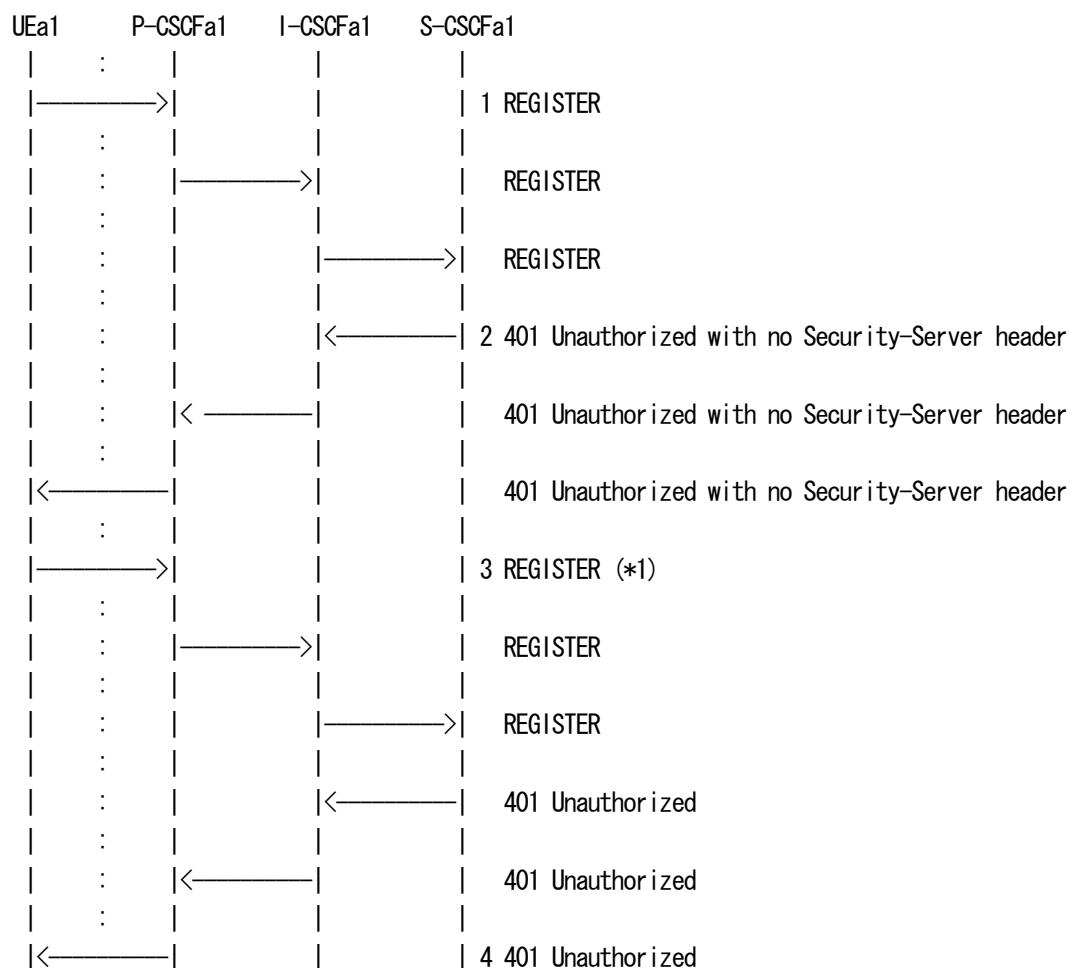 UEa1 P-CSCFa1 I-CSCFa1 S-CSCFa1
1 REGISTER
REGISTER
REGISTER
2 401 Unauthorized with no Security-Server header
401 Unauthorized with no Security-Server header
401 Unauthorized with no Security-Server header
3 REGISTER (*1)
REGISTER
REGISTER
401 Unauthorized
401 Unauthorized
4 401 Unauthorized